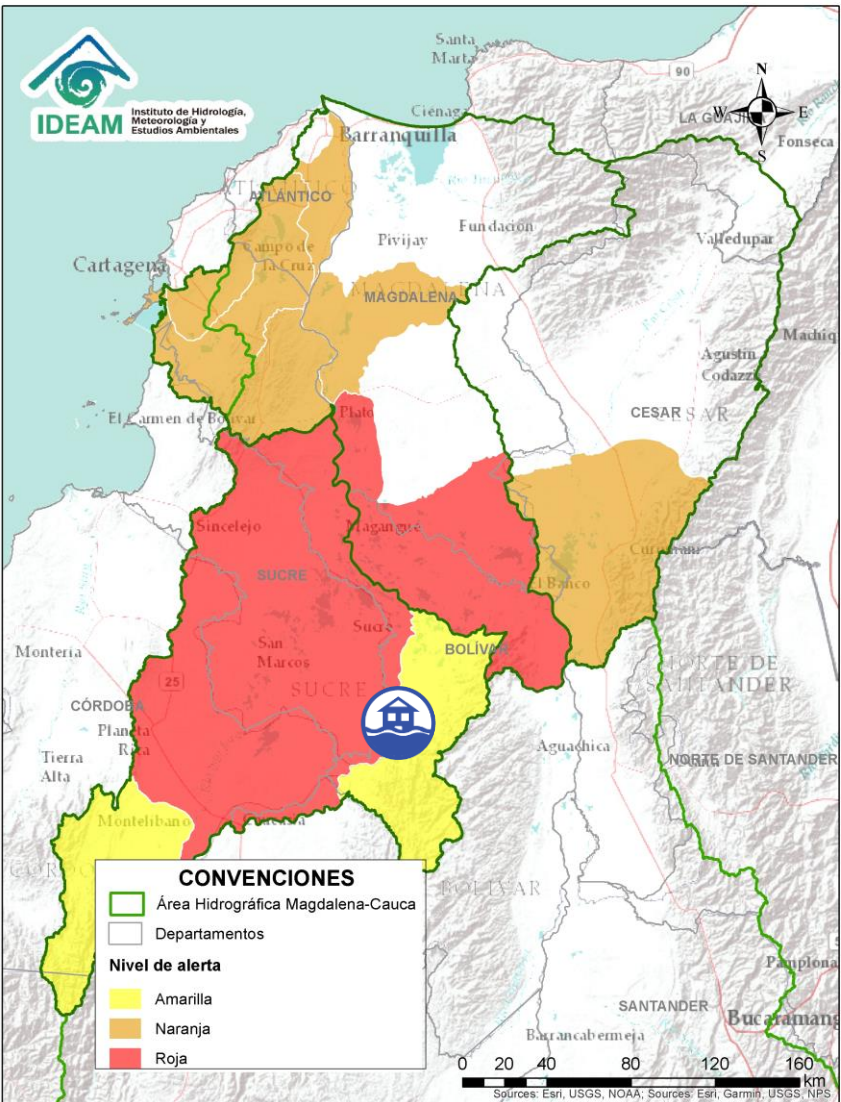 IDEAM
Instituto de Hidrología,
Meteorología y
Estudios Ambientales
Santa
Marta
90
N
W
E
S
Ciénaga
LA GUAJIRA
Fonseca
Barranquilla
ATLÁNTICO
Fundación
Pivijay
Valledupar
Campo de
la Cruz
Cartagena
MAGDALENA
MAGDALENA
Agustín
Codazzi
El Carmen de Bolívar
Plato
CESAR
CESAR
Sincelejo
Magangué
Curumaní
El Banco
SUCRE
Sucre
San
Marcos
BOLÍVAR
Montería
25
SUCRE
NORTE DE
SANTANDER
CÓRDOBA
Planeta
Rica
Aguachica
Tierra
Alta
NORTE DE SANTANDER
Montelíbano
BOLÍVAR
CONVENCIONES
Área Hidrográfica Magdalena-Cauca
Departamentos
Nivel de alerta
Amarilla
Naranja
Roja
Pamplona
SANTANDER
Bucaramang
Barrancabermeja
0 20 40 80 120 160
km
Sources: Esri, USGS, NOAA; Sources: Esri, Garmin, USGS, NPS